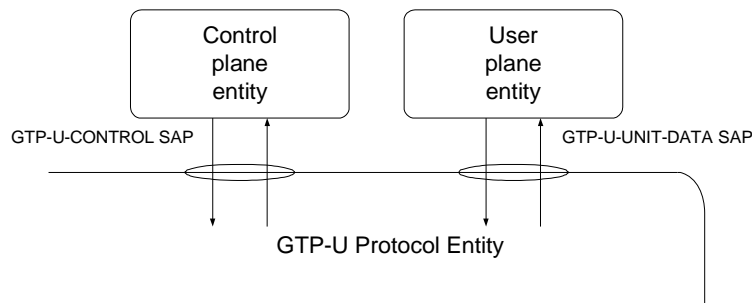 Control
plane
entity
User
plane
entity
GTP-U-CONTROL SAP
GTP-U-UNIT-DATA SAP
GTP-U Protocol Entity